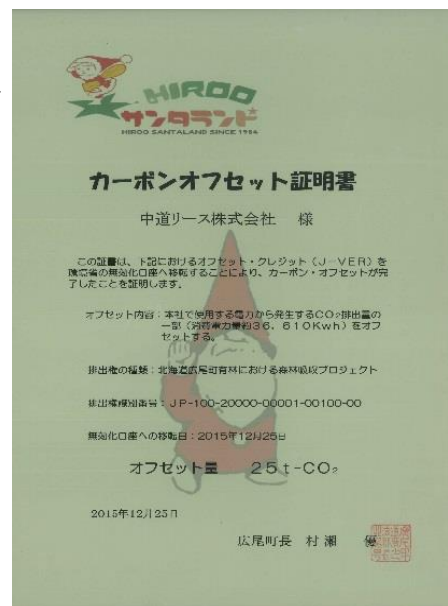 HIROO
サンタランド
HIROO SANTALAND SINCE 1984
カーボンオフセット証明書
中道リース株式会社 様
この証書は、下記におけるオフセット・クレジット（J－VER）を
環境省の無効化口座へ移転することにより、カーボン・オフセットが完
了したことを証明します。
オフセット内容：本社で使用する電力から発生するCO₂排出量の
一部（消費電力量約36，610Kwh）をオフ
セットする。
排出権の種類：北海道広尾町有林における森林吸収プロジェクト
排出権識別番号：JP-100-20000-00001-00100-00
無効化口座への移転日：2015年12月25日
オフセット量 25t-CO₂
2015年12月25日
広尾町長 村瀬 優